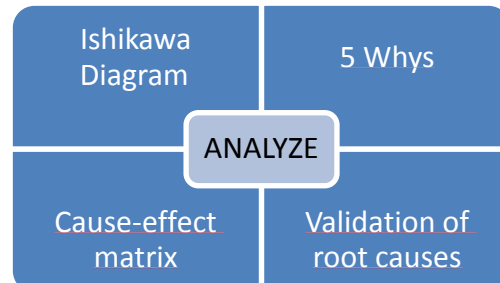 Ishikawa
Diagram
5 Whys
ANALYZE
Cause-effect
matrix
Validation of
root causes